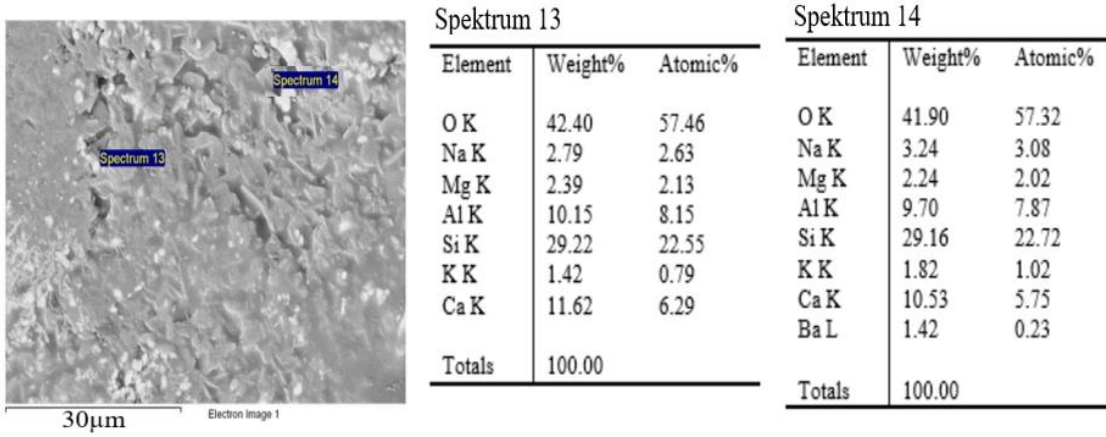 Spectrum 14
Spectrum 13
30µm
Electron Image 1
Spektrum 13
Element Weight% Atomic%
O K 42.40 57.46
Na K 2.79 2.63
Mg K 2.39 2.13
Al K 10.15 8.15
Si K 29.22 22.55
K K 1.42 0.79
Ca K 11.62 6.29
Totals 100.00
Spektrum 14
Element Weight% Atomic%
O K 41.90 57.32
Na K 3.24 3.08
Mg K 2.24 2.02
Al K 9.70 7.87
Si K 29.16 22.72
K K 1.82 1.02
Ca K 10.53 5.75
Ba L 1.42 0.23
Totals 100.00